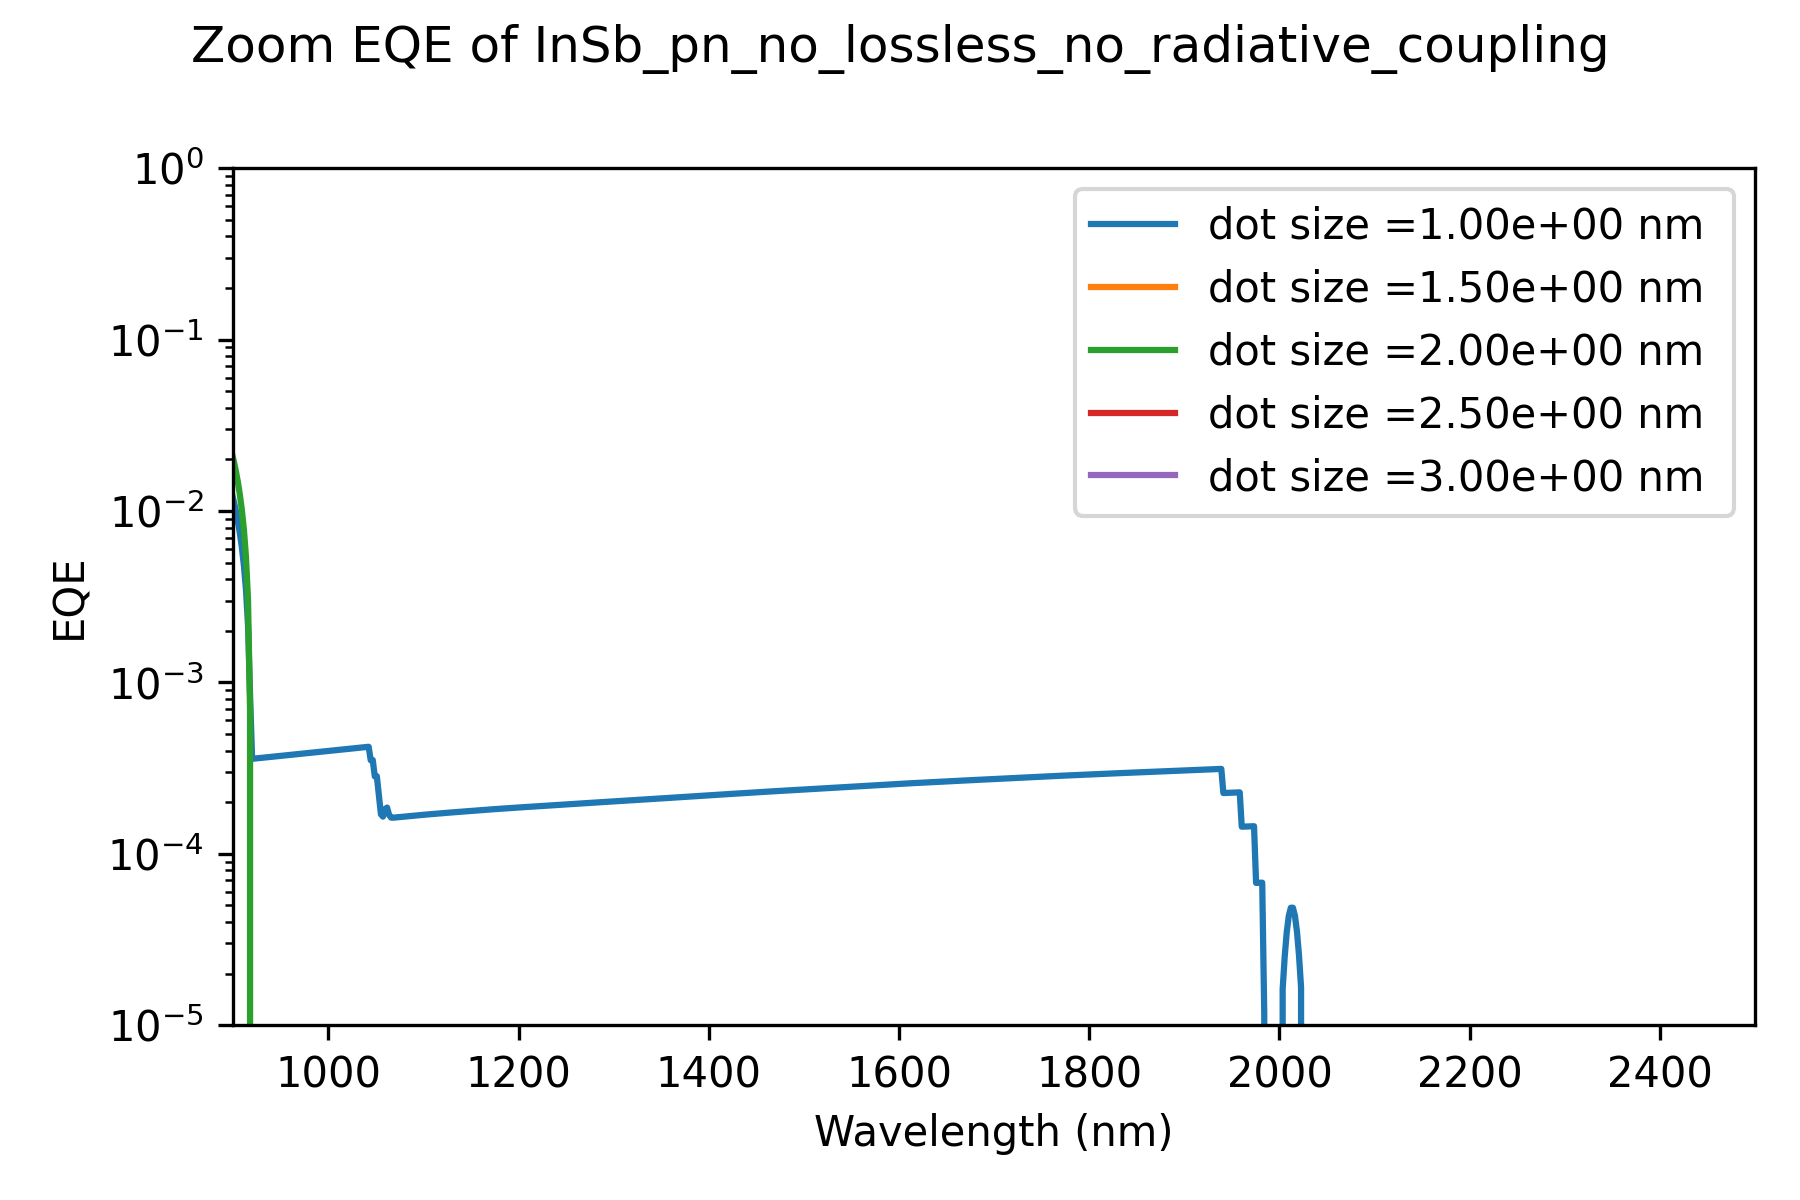 Zoom EQE of InSb_pn_no_lossless_no_radiative_coupling
10⁰
10⁻¹
10⁻²
10⁻³
10⁻⁴
10⁻⁵
EQE
dot size =1.00e+00 nm
dot size =1.50e+00 nm
dot size =2.00e+00 nm
dot size =2.50e+00 nm
dot size =3.00e+00 nm
1000 1200 1400 1600 1800 2000 2200 2400
Wavelength (nm)